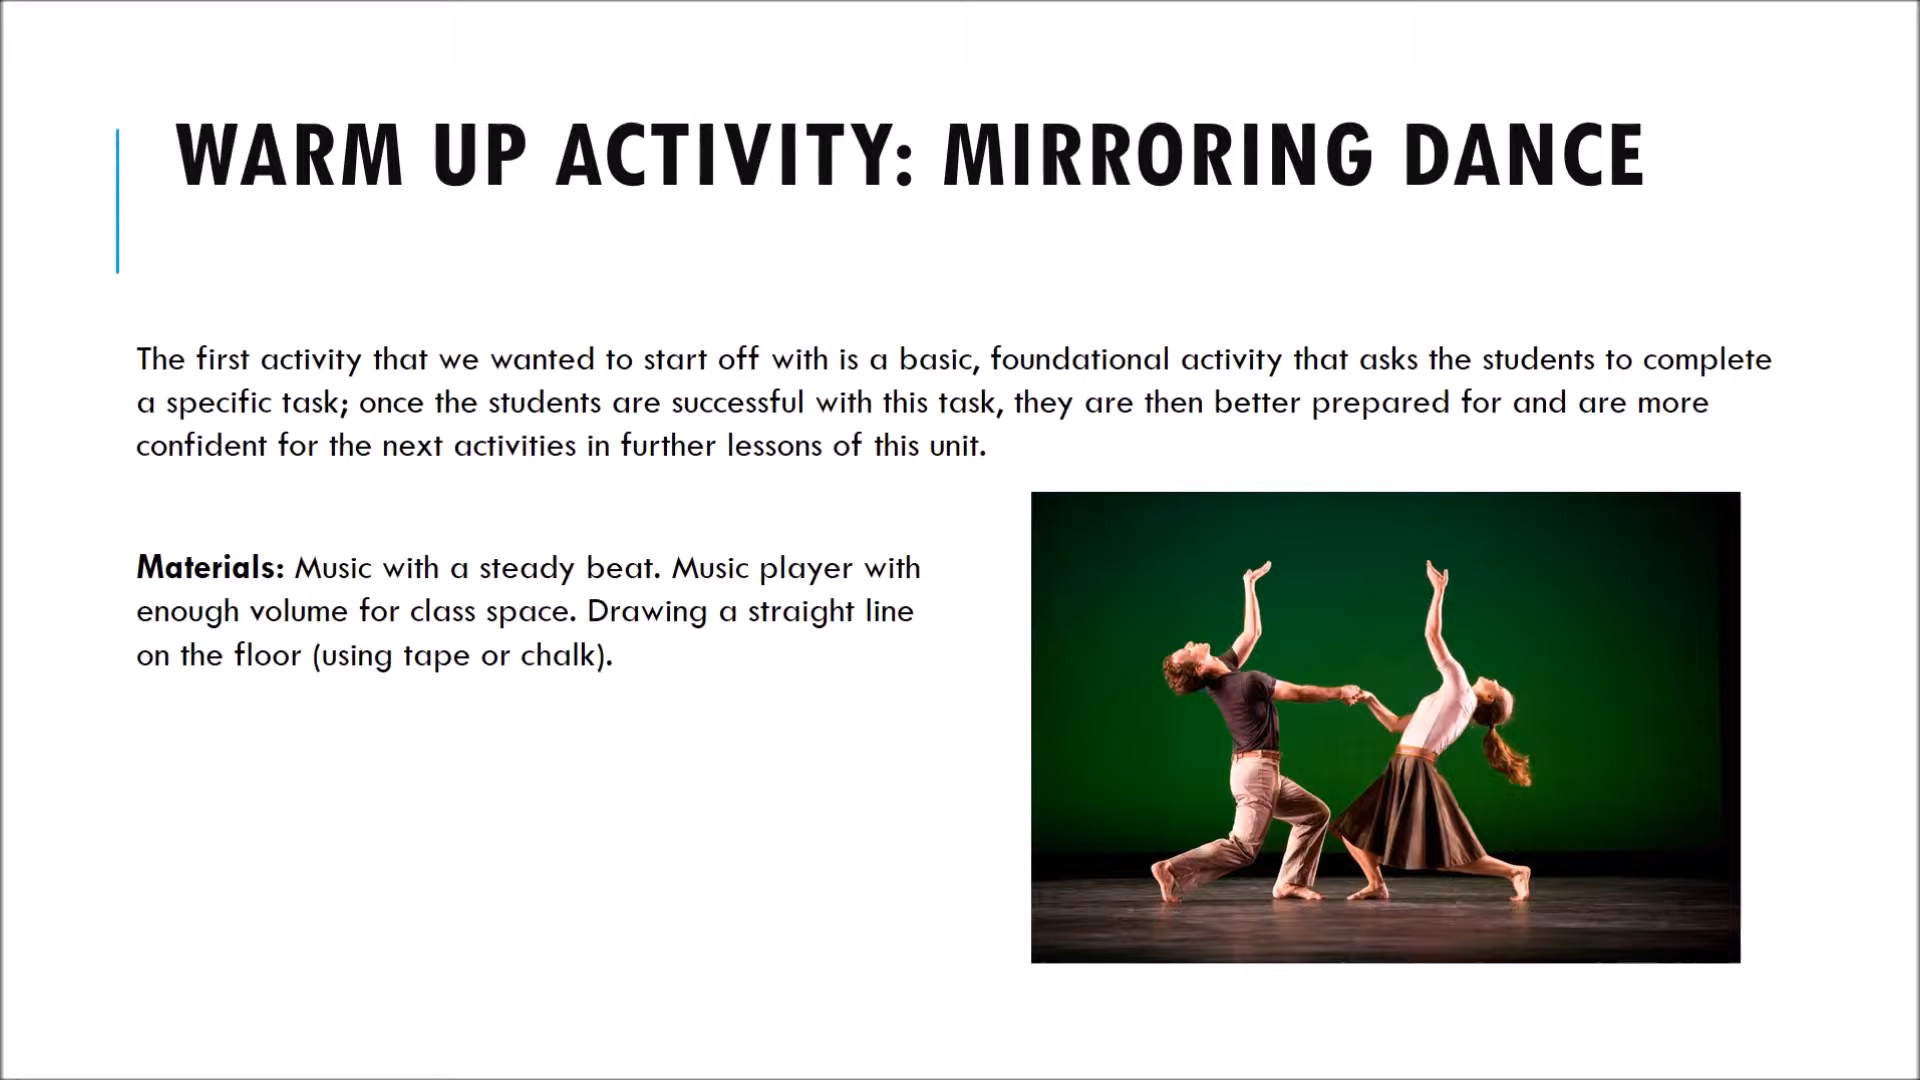 WARM UP ACTIVITY: MIRRORING DANCE
The first activity that we wanted to start off with is a basic, foundational activity that asks the students to complete
a specific task; once the students are successful with this task, they are then better prepared for and are more
confident for the next activities in further lessons of this unit.
Materials: Music with a steady beat. Music player with
enough volume for class space. Drawing a straight line
on the floor (using tape or chalk).